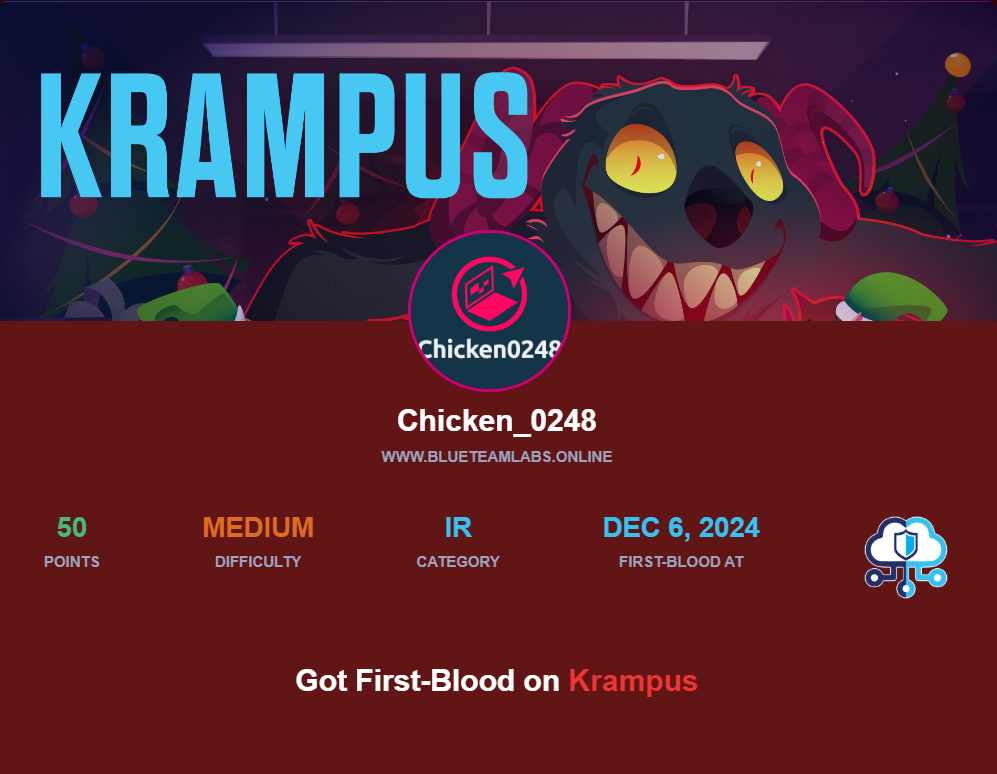 KRAMPUS
Chicken0248
Chicken_0248
WWW.BLUETEAMLABS.ONLINE
50 MEDIUM IR DEC 6, 2024
POINTS DIFFICULTY CATEGORY FIRST-BLOOD AT
Got First-Blood on Krampus